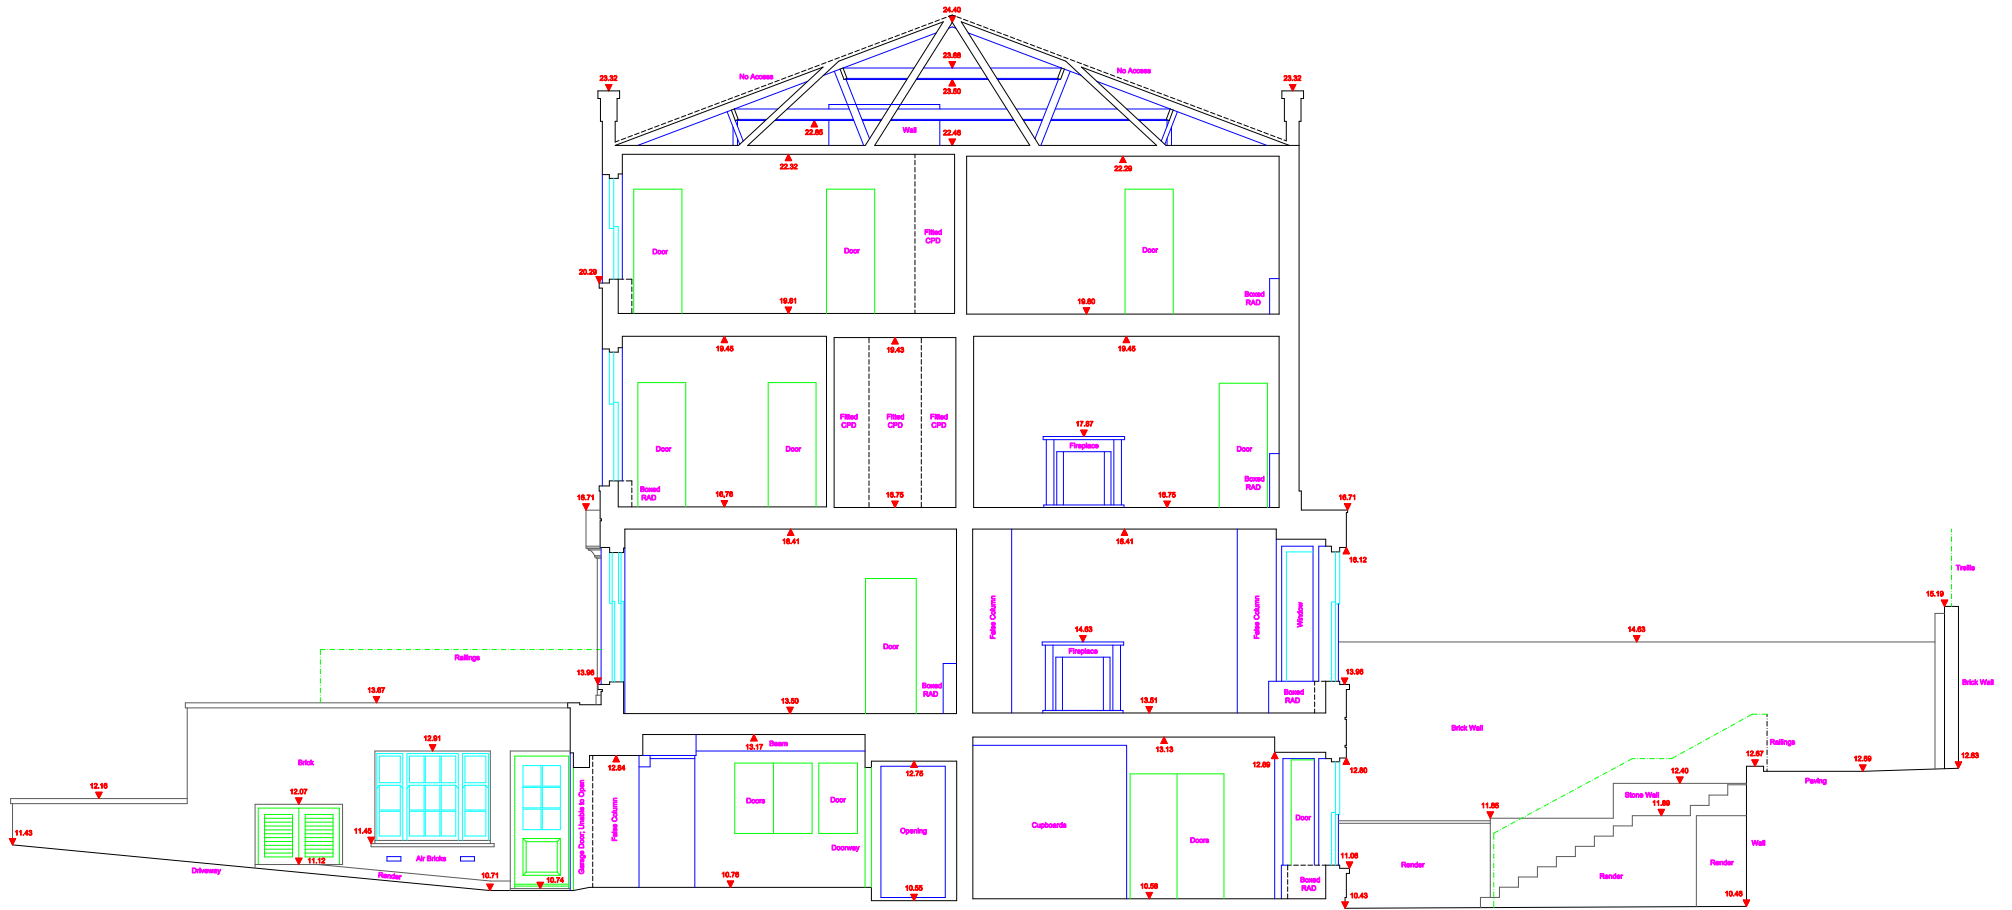 24.40
23.68
No Access
No Access
23.32
23.32
23.50
22.85
Wall
22.46
22.32
22.29
Door
Door
Fitted
CPD
Door
20.29
Boxed
RAD
19.61
19.60
19.45
19.43
19.45
Fitted
CPD
Fitted
CPD
Fitted
CPD
17.87
Fireplace
Door
Door
Door
Boxed
RAD
Boxed
RAD
16.71
16.76
16.75
16.75
16.71
16.41
16.41
16.12
Trellis
15.19
False Column
False Column
Window
14.63
Fireplace
14.63
Door
Railings
13.96
13.95
Boxed
RAD
Boxed
RAD
Brick Wall
13.67
13.50
13.51
Brick Wall
Beam
13.17
13.13
12.91
Railings
Brick
12.84
12.75
12.89
12.80
12.57
12.59
12.63
Paving
12.40
12.16
12.07
Doors
Door
Stone Wall
11.89
11.85
Garage Door, Unable to Open
False Column
Opening
Cupboards
Doors
Door
11.43
11.45
Doorway
Wall
11.12
Air Bricks
11.06
Render
Render
Driveway
Render
Render
10.71
10.74
10.76
10.55
10.58
Boxed
RAD
10.43
10.46